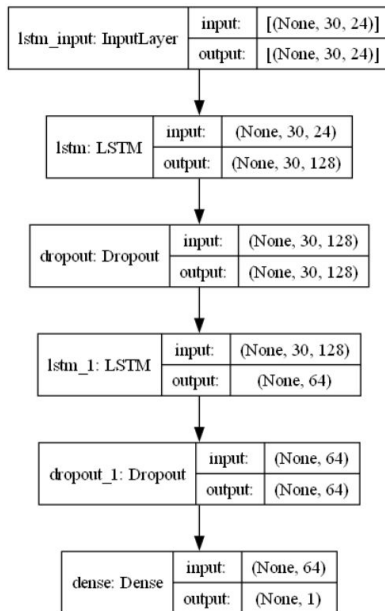 lstm_input: InputLayer
input: [(None, 30, 24)]
output: [(None, 30, 24)]
lstm: LSTM
input: (None, 30, 24)
output: (None, 30, 128)
dropout: Dropout
input: (None, 30, 128)
output: (None, 30, 128)
lstm_1: LSTM
input: (None, 30, 128)
output: (None, 64)
dropout_1: Dropout
input: (None, 64)
output: (None, 64)
dense: Dense
input: (None, 64)
output: (None, 1)